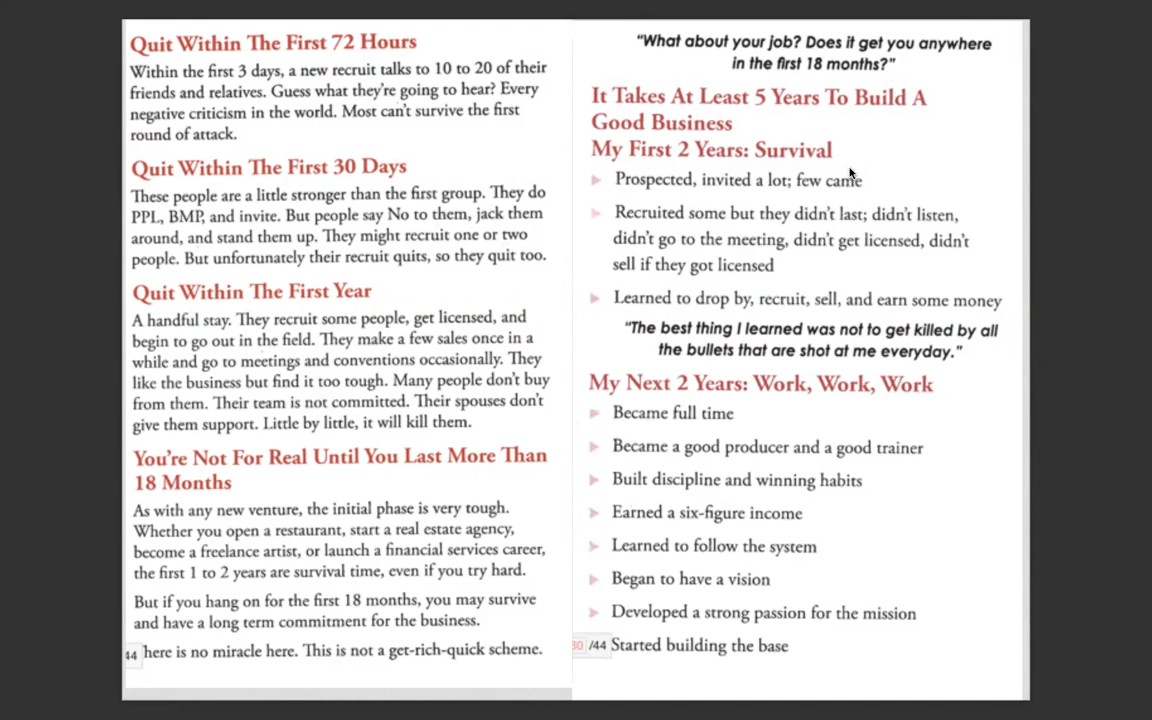 Quit Within The First 72 Hours
Within the first 3 days, a new recruit talks to 10 to 20 of their
friends and relatives. Guess what they're going to hear? Every
negative criticism in the world. Most can't survive the first
round of attack.
Quit Within The First 30 Days
These people are a little stronger than the first group. They do
PPL, BMP, and invite. But people say No to them, jack them
around, and stand them up. They might recruit one or two
people. But unfortunately their recruit quits, so they quit too.
Quit Within The First Year
A handful stay. They recruit some people, get licensed, and
begin to go out in the field. They make a few sales once in a
while and go to meetings and conventions occasionally. They
like the business but find it too tough. Many people don't buy
from them. Their team is not committed. Their spouses don't
give them support. Little by little, it will kill them.
You're Not For Real Until You Last More Than
18 Months
As with any new venture, the initial phase is very tough.
Whether you open a restaurant, start a real estate agency,
become a freelance artist, or launch a financial services career,
the first 1 to 2 years are survival time, even if you try hard.
But if you hang on for the first 18 months, you may survive
and have a long term commitment for the business.
44 here is no miracle here. This is not a get-rich-quick scheme.
"What about your job? Does it get you anywhere
in the first 18 months?"
It Takes At Least 5 Years To Build A
Good Business
My First 2 Years: Survival
Prospected, invited a lot; few came
Recruited some but they didn't last; didn't listen,
didn't go to the meeting, didn't get licensed, didn't
sell if they got licensed
Learned to drop by, recruit, sell, and earn some money
"The best thing I learned was not to get killed by all
the bullets that are shot at me everyday."
My Next 2 Years: Work, Work, Work
Became full time
Became a good producer and a good trainer
Built discipline and winning habits
Earned a six-figure income
Learned to follow the system
Began to have a vision
Developed a strong passion for the mission
30 /44 Started building the base